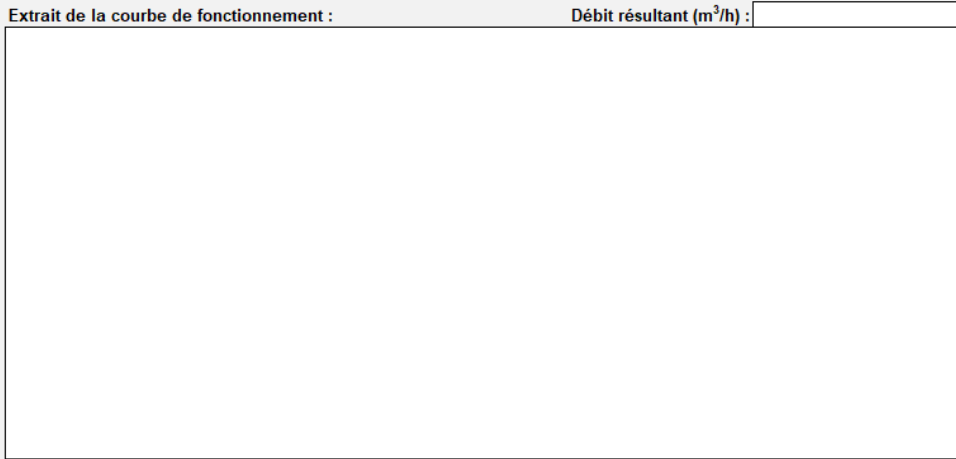 Extrait de la courbe de fonctionnement : Débit résultant (m³/h) :